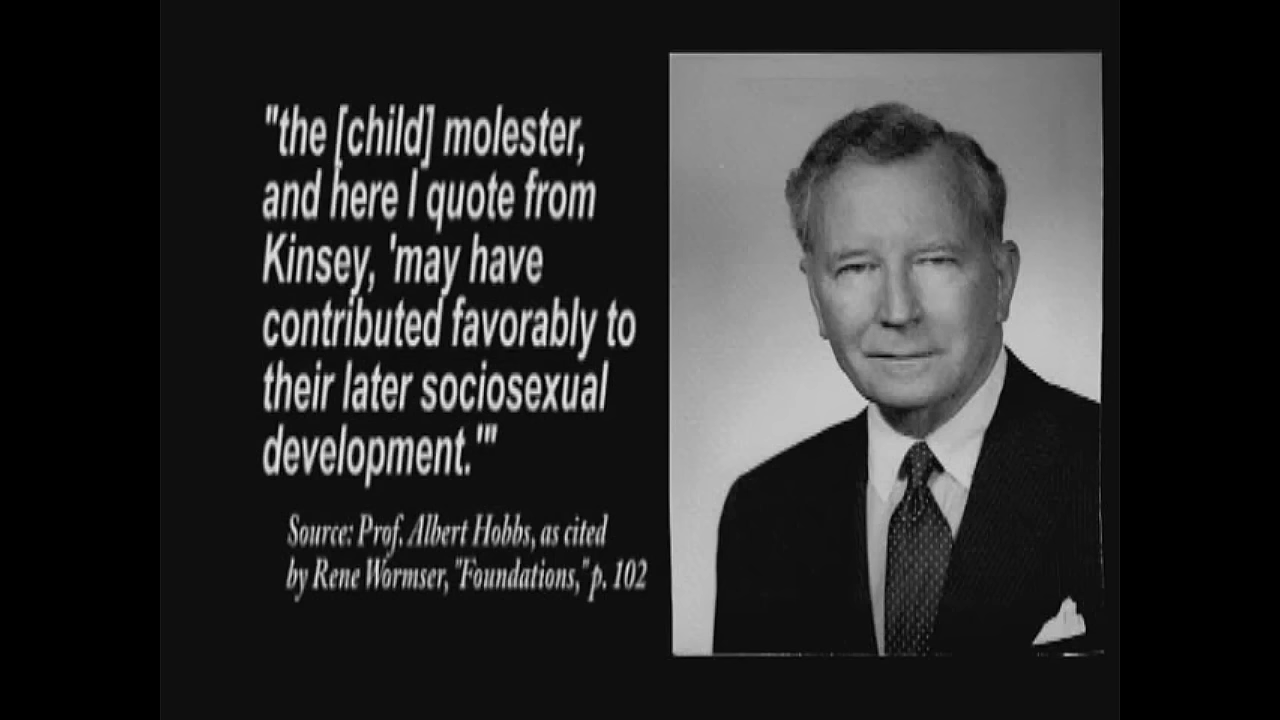 "the [child] molester,
and here I quote from
Kinsey, 'may have
contributed favorably to
their later sociosexual
development.'"
Source: Prof. Albert Hobbs, as cited
by Rene Wormser, "Foundations," p. 102